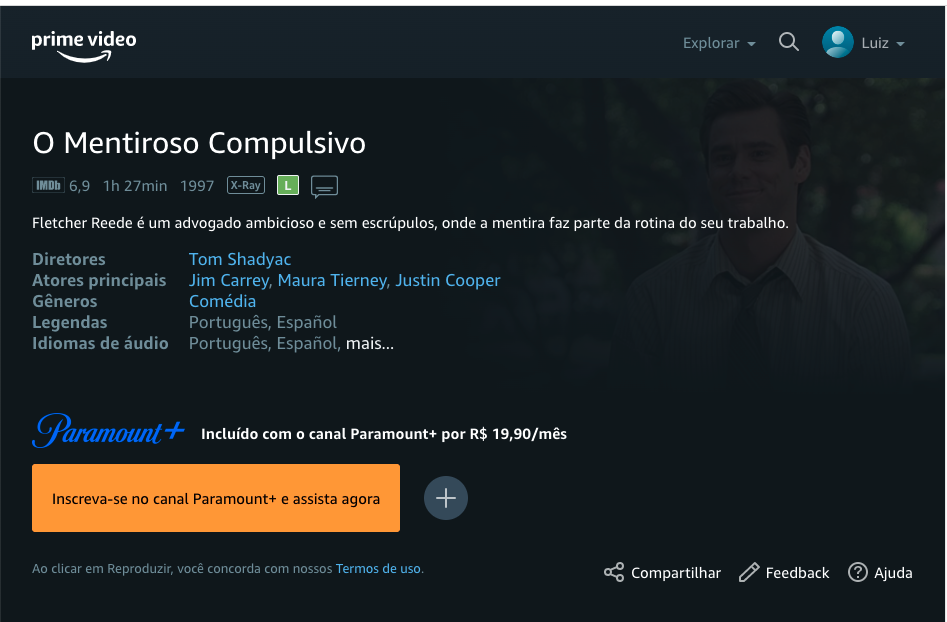 prime video
Explorar
Luiz
O Mentiroso Compulsivo
IMDb 6,9 1h 27min 1997 X-Ray L
Fletcher Reede é um advogado ambicioso e sem escrúpulos, onde a mentira faz parte da rotina do seu trabalho.
Diretores Tom Shadyac
Atores principais Jim Carrey, Maura Tierney, Justin Cooper
Gêneros Comédia
Legendas Português, Español
Idiomas de áudio Português, Español, mais...
Paramount+ Incluído com o canal Paramount+ por R$ 19,90/mês
Inscreva-se no canal Paramount+ e assista agora
Ao clicar em Reproduzir, você concorda com nossos Termos de uso.
Compartilhar Feedback Ajuda